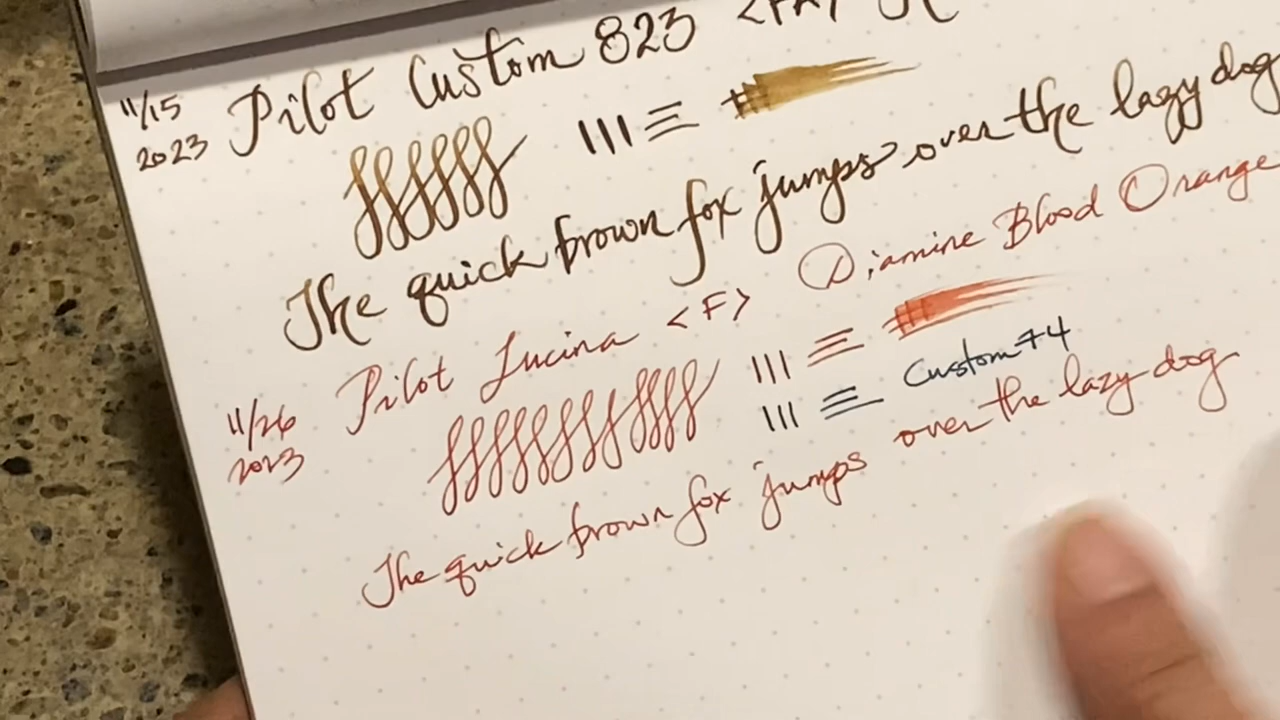 11/15 Pilot Custom 823 <FA>
2023
The quick brown fox jumps over the lazy dog
11/26 Pilot Lucina <F> Diamine Blood Orange
2023
Custom 74
The quick brown fox jumps over the lazy dog